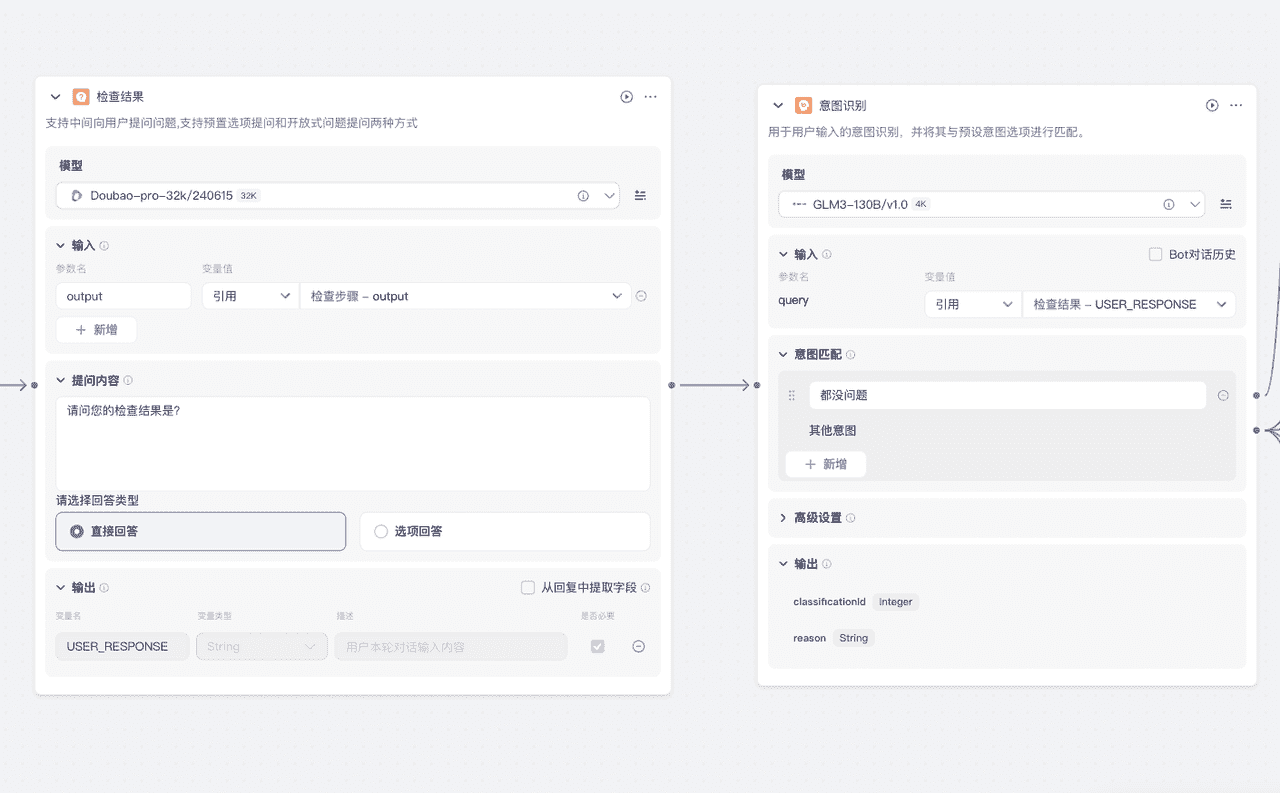 检查结果
支持中间向用户提问问题,支持预置选项提问和开放式问题提问两种方式
模型
Doubao-pro-32k/240615 32K
输入
参数名 变量值
output 引用 检查步骤 - output
+ 新增
提问内容
请问您的检查结果是?
请选择回答类型
直接回答 选项回答
输出 从回复中提取字段
变量名 变量类型 描述 是否必要
USER_RESPONSE String 用户本轮对话输入内容
意图识别
用于用户输入的意图识别，并将其与预设意图选项进行匹配。
模型
GLM3-130B/v1.0 4K
输入 Bot对话历史
参数名 变量值
query 引用 检查结果 - USER_RESPONSE
意图匹配
都没问题
其他意图
+ 新增
高级设置
输出
classificationId Integer
reason String